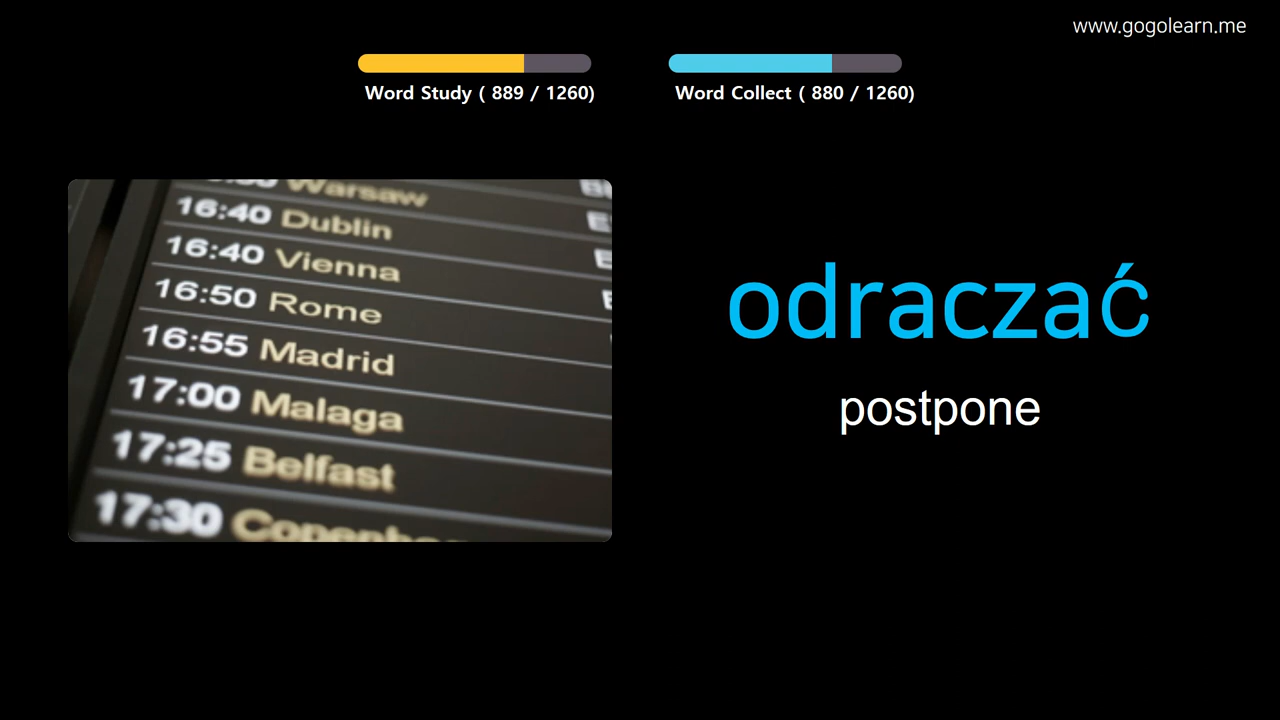 www.gogolearn.me
Word Study ( 889 / 1260)
Word Collect ( 880 / 1260)
Warsaw
16:40 Dublin
16:40 Vienna
16:50 Rome
16:55 Madrid
17:00 Malaga
17:25 Belfast
17:30
odraczać
postpone